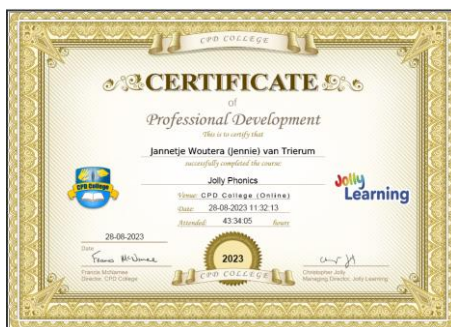 CPD COLLEGE
CERTIFICATE
of
Professional Development
This is to certify that
Jannetje Woutera (Jennie) van Trierum
successfully completed the course:
Jolly Phonics
Venue: CPD College (Online)
Date: 28-08-2023 11:32:13
Attended: 43:34:05 hours
CPD College
Jolly
Learning
28-08-2023
Date
Francis McNamee
Director, CPD College
2023
CPD COLLEGE
Christopher Jolly
Managing Director, Jolly Learning